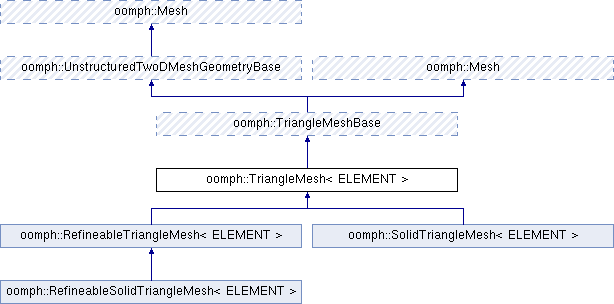 oomph::Mesh
oomph::UnstructuredTwoDMeshGeometryBase
oomph::Mesh
oomph::TriangleMeshBase
oomph::TriangleMesh< ELEMENT >
oomph::RefineableTriangleMesh< ELEMENT >
oomph::SolidTriangleMesh< ELEMENT >
oomph::RefineableSolidTriangleMesh< ELEMENT >